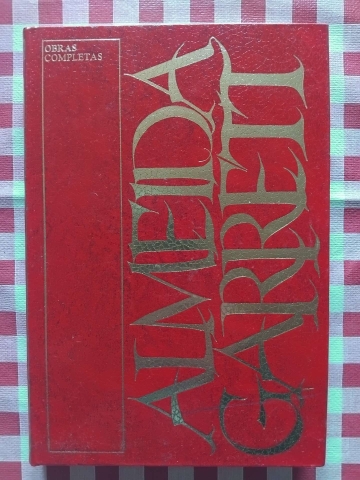 OBRAS
COMPLETAS
ALMEIDA
GARRETT